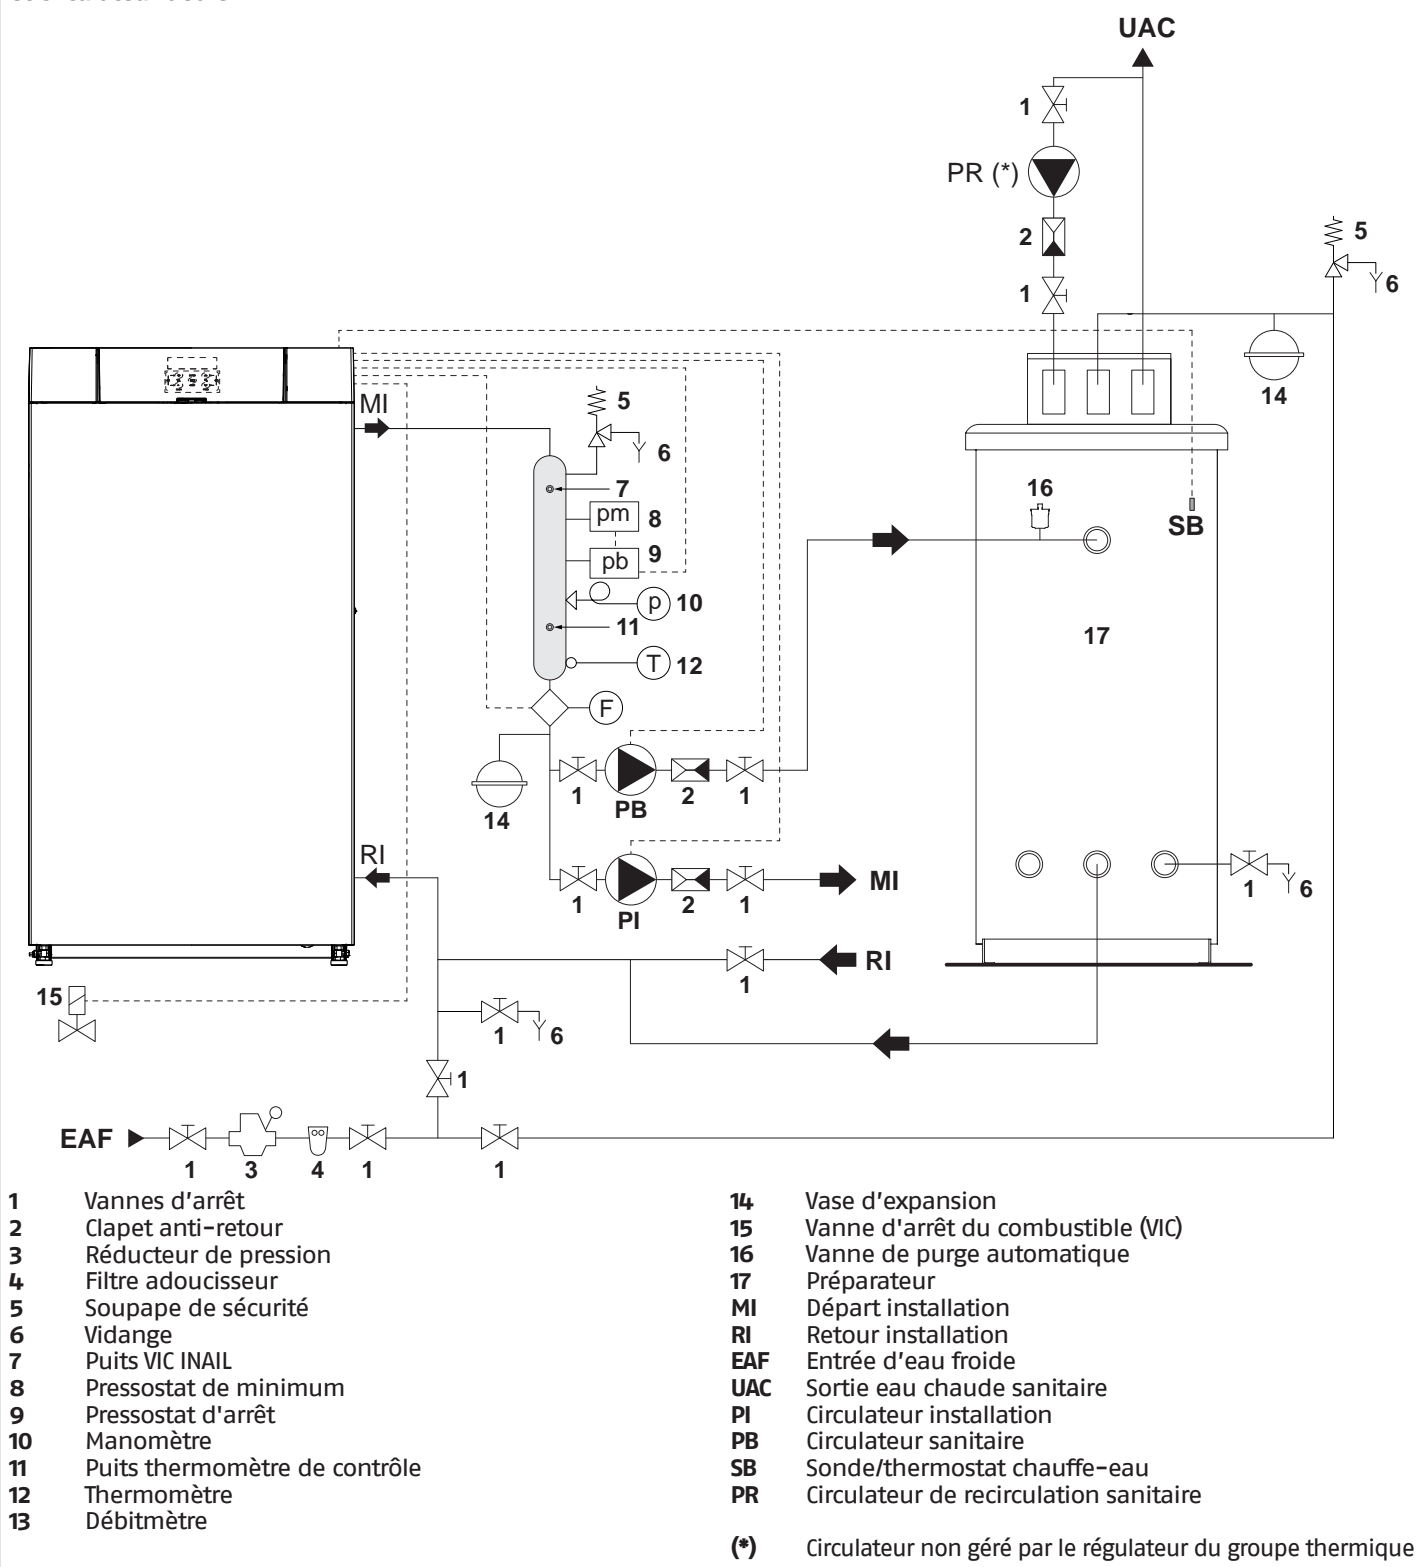 UAC
1
PR (*)
2
1
5
6
14
MI
5
6
7
pm 8
pb 9
p 10
11
T 12
F
16
SB
17
14
1 PB 2 1
RI
1 PI 2 1
MI
1 6
RI
1
15
1 6
1
EAF
1 3 4 1 1
1 Vannes d'arrêt
2 Clapet anti-retour
3 Réducteur de pression
4 Filtre adoucisseur
5 Soupape de sécurité
6 Vidange
7 Puits VIC INAIL
8 Pressostat de minimum
9 Pressostat d'arrêt
10 Manomètre
11 Puits thermomètre de contrôle
12 Thermomètre
13 Débitmètre
14 Vase d'expansion
15 Vanne d'arrêt du combustible (VIC)
16 Vanne de purge automatique
17 Préparateur
MI Départ installation
RI Retour installation
EAF Entrée d'eau froide
UAC Sortie eau chaude sanitaire
PI Circulateur installation
PB Circulateur sanitaire
SB Sonde/thermostat chauffe-eau
PR Circulateur de recirculation sanitaire
(*) Circulateur non géré par le régulateur du groupe thermique